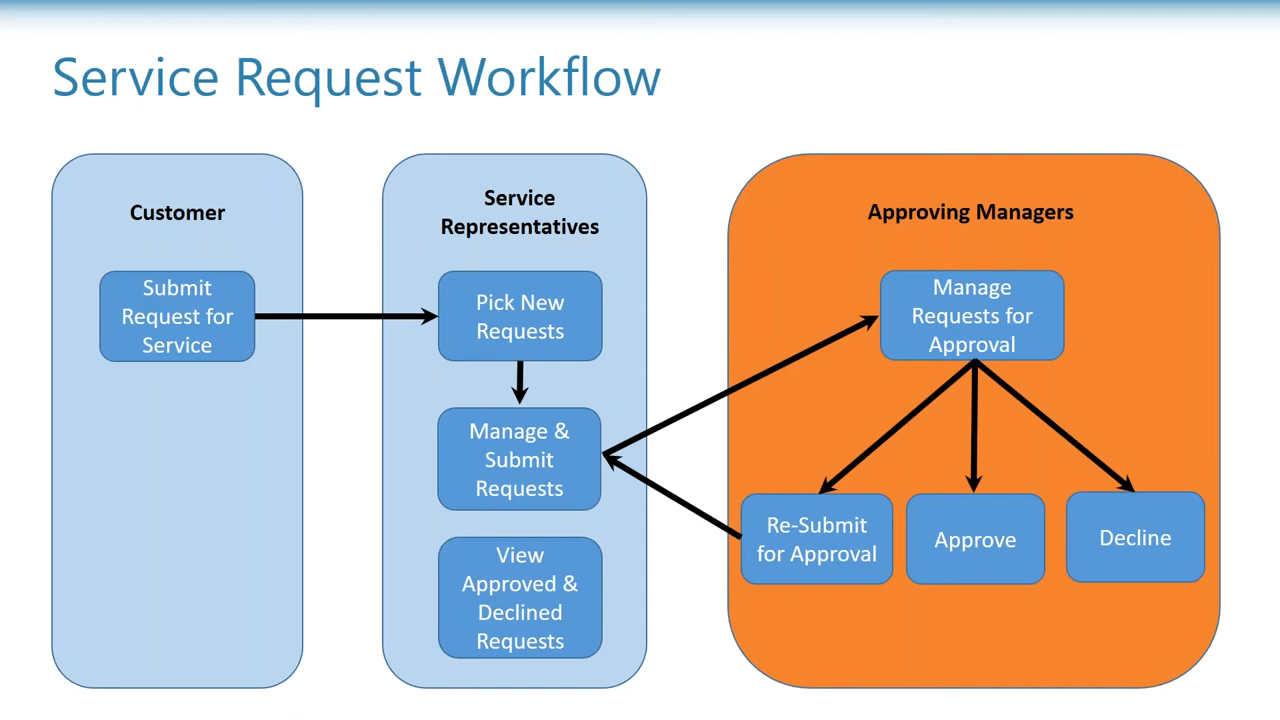 Service Request Workflow
Customer
Submit
Request for
Service
Service
Representatives
Pick New
Requests
Manage &
Submit
Requests
View
Approved &
Declined
Requests
Approving Managers
Manage
Requests for
Approval
Re-Submit
for Approval
Approve
Decline